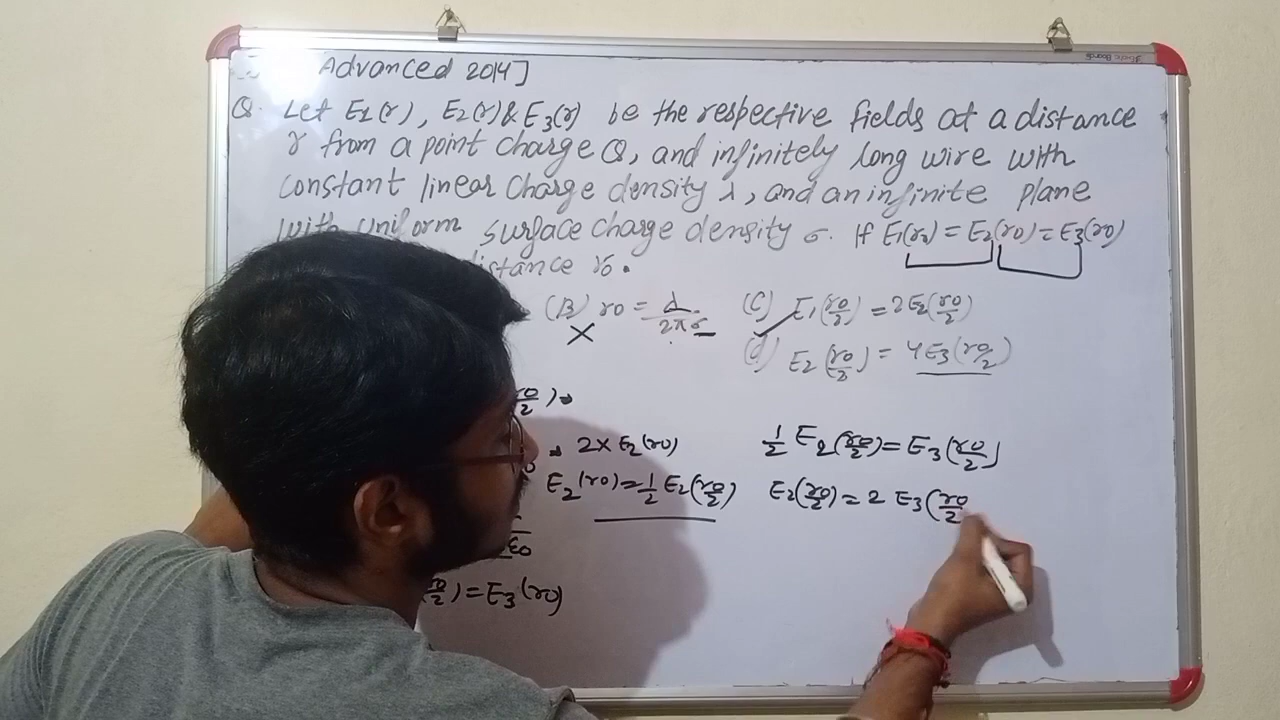 Advanced 2014]
Q. Let E1(r), E2(r) & E3(r) be the respective fields at a distance
r from a point charge Q, and infinitely long wire with
constant linear charge density λ, and an infinite plane
with uniform surface charge density σ. If E1(r0) = E2(r0) = E3(r0)
distance r0.
(B) r0 = λ/2πσ (C) E1(r0/2) = 2E2(r0/2)
(d) E2(r0/2) = 4E3(r0/2)
r0/2) →
2 x E2(r0) 1/2 E2(r0/2) = E3(r0/2)
E2(r0) = 1/2 E2(r0/2) E2(r0/2) = 2 E3(r0/2
ε0
r0/2) = E3(r0)